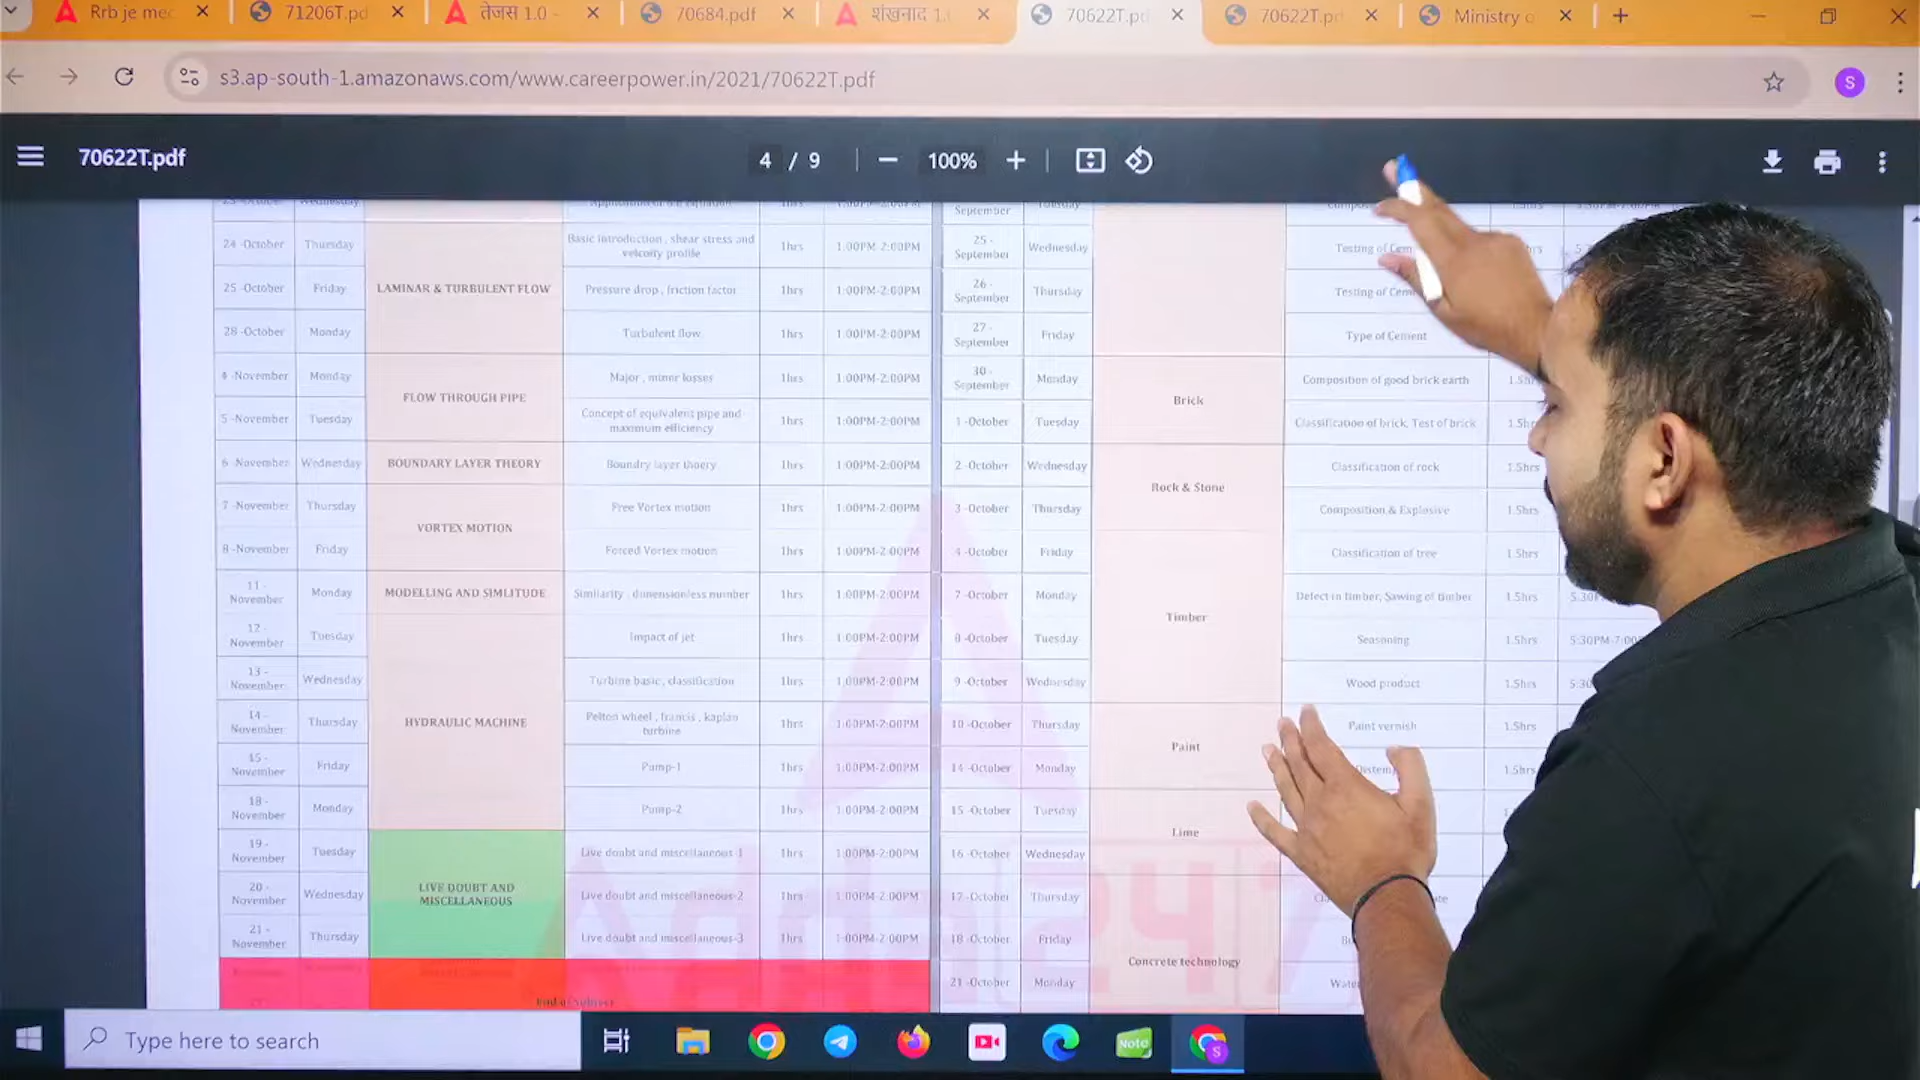 Rrb je mec
71206T.pd
तेजस 1.0 -
70684.pdf
शंखनाद 1.
70622T.pd
70622T.pd
Ministry o
s3.ap-south-1.amazonaws.com/www.careerpower.in/2021/70622T.pdf
S
70622T.pdf
4 / 9
100%
September
24 -October Thursday
Basic introduction , shear stress and
velcoity profile
1hrs 1:00PM-2:00PM
25 -
September
Wednesday
Testing of Cem
LAMINAR & TURBULENT FLOW
25 -October Friday Pressure drop , friction factor 1hrs 1:00PM-2:00PM
26 -
September
Thursday
Testing of Cem
28 -October Monday Turbulent flow 1hrs 1:00PM-2:00PM
27 -
September
Friday Type of Cement
4 -November Monday Major , minor losses 1hrs 1:00PM-2:00PM
30 -
September
Monday Composition of good brick earth
FLOW THROUGH PIPE
Brick
5 -November Tuesday
Concept of equivalent pipe and
maximum efficiency
1hrs 1:00PM-2:00PM
1 -October Tuesday Classification of brick, Test of brick
6 -November Wednesday BOUNDARY LAYER THEORY Boundry layer thoery 1hrs 1:00PM-2:00PM
2 -October Wednesday Classification of rock 1.5hrs
Rock & Stone
7 -November Thursday Free Vortex motion 1hrs 1:00PM-2:00PM
3 -October Thursday Composition & Explosive 1.5hrs
VORTEX MOTION
8 -November Friday Forced Vortex motion 1hrs 1:00PM-2:00PM
4 -October Friday Classification of tree 1.5hrs
11 -
November
Monday MODELLING AND SIMLITUDE Similarity , dimensionless number 1hrs 1:00PM-2:00PM
7 -October Monday Defect in timber, Sawing of timber 1.5hrs
Timber
12 -
November
Tuesday Impact of jet 1hrs 1:00PM-2:00PM
8 -October Tuesday Seasoning 1.5hrs 5:30PM-7:00
13 -
November
Wednesday Turbine basic , classification 1hrs 1:00PM-2:00PM
9 -October Wednesday Wood product 1.5hrs 5:30
14 -
November
Thursday HYDRAULIC MACHINE
Pelton wheel , francis , kaplan
turbine
1hrs 1:00PM-2:00PM
10 -October Thursday Paint vernish 1.5hrs
Paint
15 -
November
Friday Pump-1 1hrs 1:00PM-2:00PM
14 -October Monday 1.5hrs
18 -
November
Monday Pump-2 1hrs 1:00PM-2:00PM
15 -October Tuesday
Lime
19 -
November
Tuesday Live doubt and miscellaneous-1 1hrs 1:00PM-2:00PM
16 -October Wednesday
20 -
November
Wednesday
LIVE DOUBT AND
MISCELLANEOUS
Live doubt and miscellaneous-2 1hrs 1:00PM-2:00PM
17 -October Thursday
21 -
November
Thursday Live doubt and miscellaneous-3 1hrs 1:00PM-2:00PM
18 -October Friday
Concrete technology
21 -October Monday Water
End of Subject
Adda247
Type here to search
Note
S